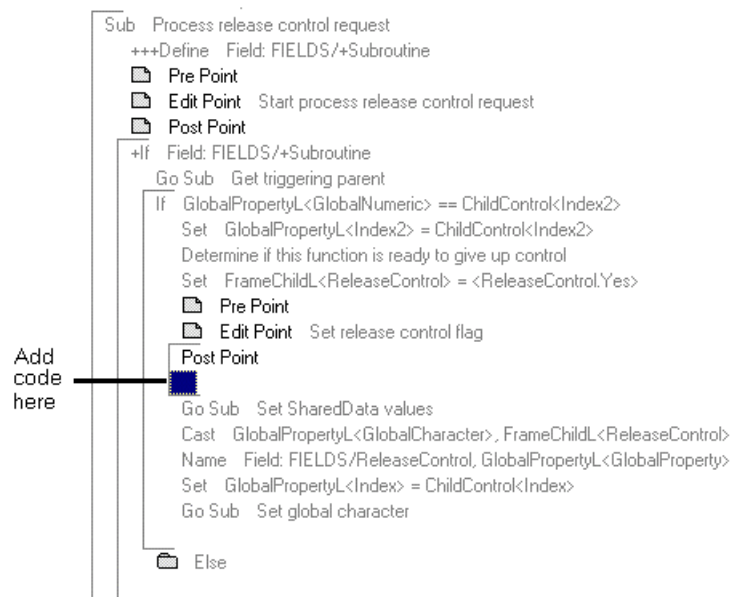 Sub Process release control request
+++Define Field: FIELDS/+Subroutine
Pre Point
Edit Point Start process release control request
Post Point
+If Field: FIELDS/+Subroutine
Go Sub Get triggering parent
If GlobalPropertyL<GlobalNumeric> == ChildControl<Index2>
Set GlobalPropertyL<Index2> = ChildControl<Index2>
Determine if this function is ready to give up control
Set FrameChildL<ReleaseControl> = <ReleaseControl.Yes>
Pre Point
Edit Point Set release control flag
Post Point
Add
code
here
Go Sub Set SharedData values
Cast GlobalPropertyL<GlobalCharacter>, FrameChildL<ReleaseControl>
Name Field: FIELDS/ReleaseControl, GlobalPropertyL<GlobalProperty>
Set GlobalPropertyL<Index> = ChildControl<Index>
Go Sub Set global character
Else